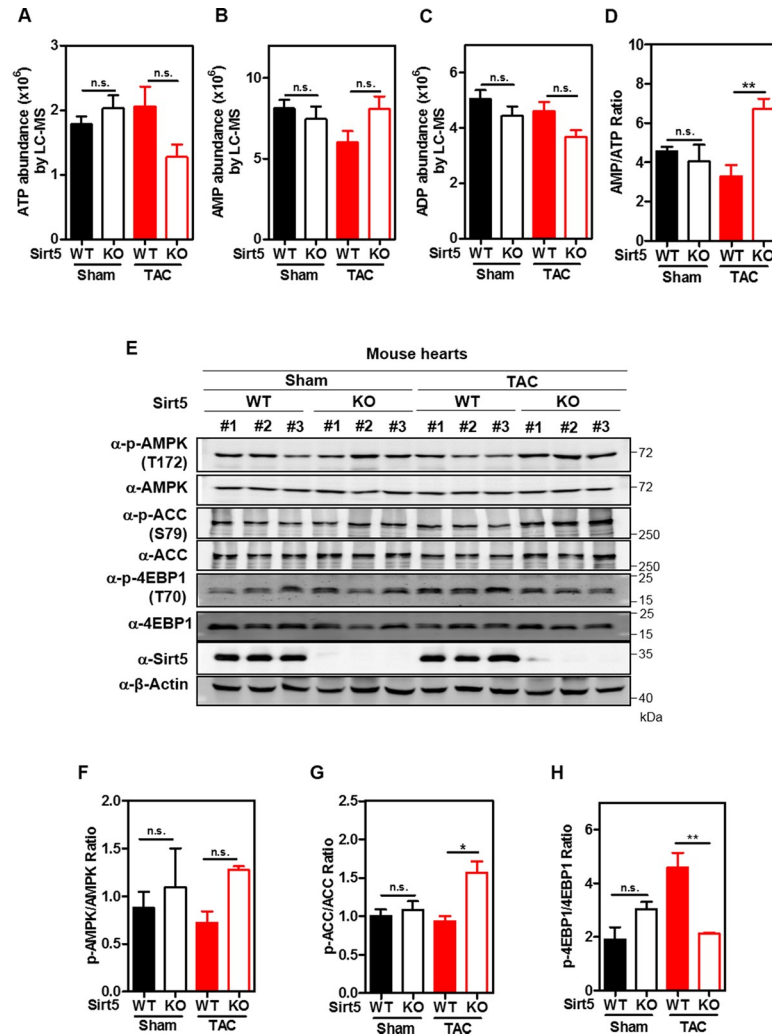 A
ATP abundance (x10⁶)
by LC-MS
3
2
1
0
n.s.
n.s.
Sirt5 WT KO WT KO
Sham TAC
B
AMP abundance (x10⁶)
by LC-MS
10
5
0
n.s.
n.s.
Sirt5 WT KO WT KO
Sham TAC
C
ADP abundance (x10⁶)
by LC-MS
6
4
2
0
n.s.
n.s.
Sirt5 WT KO WT KO
Sham TAC
D
AMP/ATP Ratio
10
8
6
4
2
0
n.s.
**
Sirt5 WT KO WT KO
Sham TAC
E
Mouse hearts
Sham TAC
Sirt5 WT KO WT KO
#1 #2 #3 #1 #2 #3 #1 #2 #3 #1 #2 #3
α-p-AMPK
(T172)
72
α-AMPK
72
α-p-ACC
(S79)
250
α-ACC
250
α-p-4EBP1
(T70)
25
15
α-4EBP1
25
15
α-Sirt5
35
α-β-Actin
40
kDa
F
p-AMPK/AMPK Ratio
2.0
1.5
1.0
0.5
0.0
n.s.
n.s.
Sirt5 WT KO WT KO
Sham TAC
G
p-ACC/ACC Ratio
2.5
2.0
1.5
1.0
0.5
0.0
n.s.
*
Sirt5 WT KO WT KO
Sham TAC
H
p-4EBP1/4EBP1 Ratio
6
4
2
0
n.s.
**
Sirt5 WT KO WT KO
Sham TAC